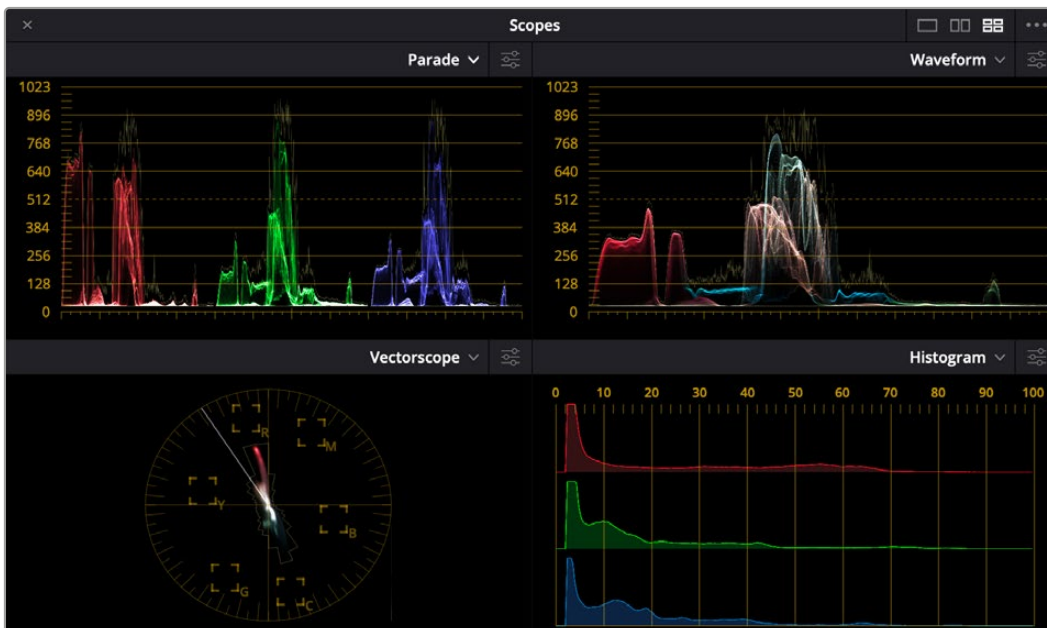 × Scopes •••
Parade Waveform
1023 1023
896 896
768 768
640 640
512 512
384 384
256 256
128 128
0 0
Vectorscope Histogram
0 10 20 30 40 50 60 70 80 90 100
R
M
Y
B
G
C